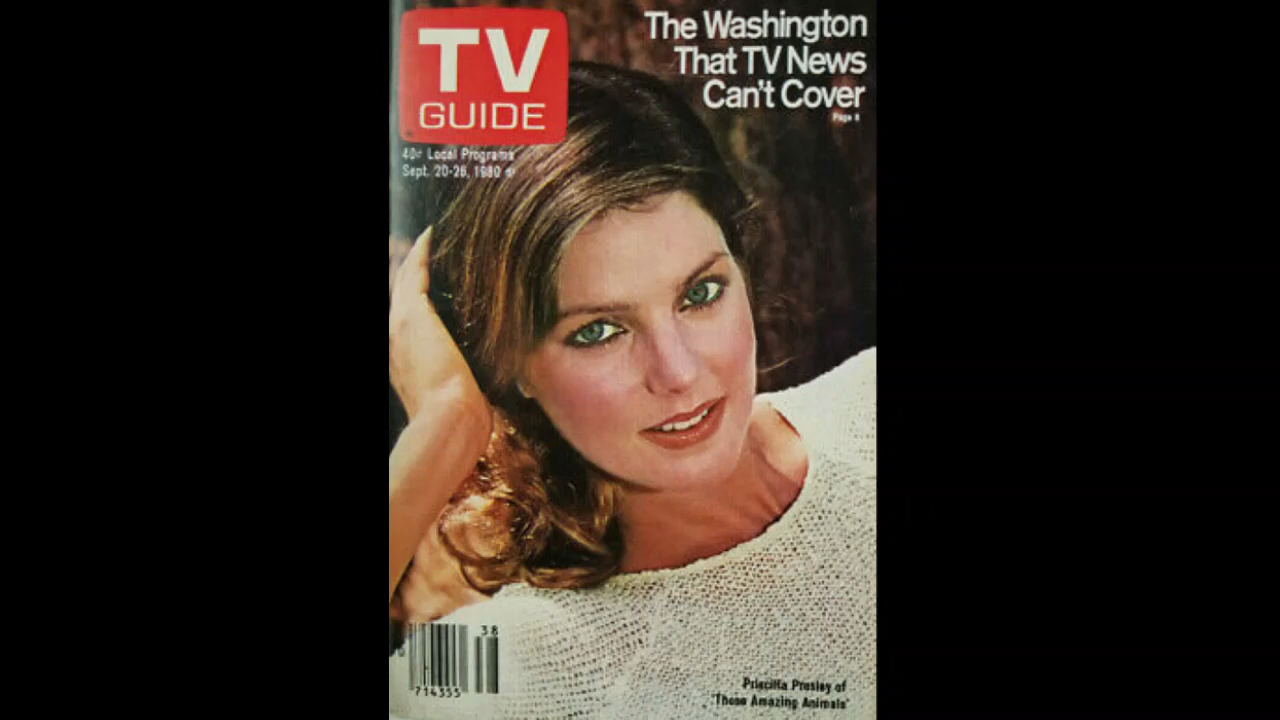 TV
GUIDE
The Washington
That TV News
Can't Cover
Page 8
40¢ Local Programs
Sept. 20-26, 1980
38
714355
Priscilla Presley of
'Those Amazing Animals'